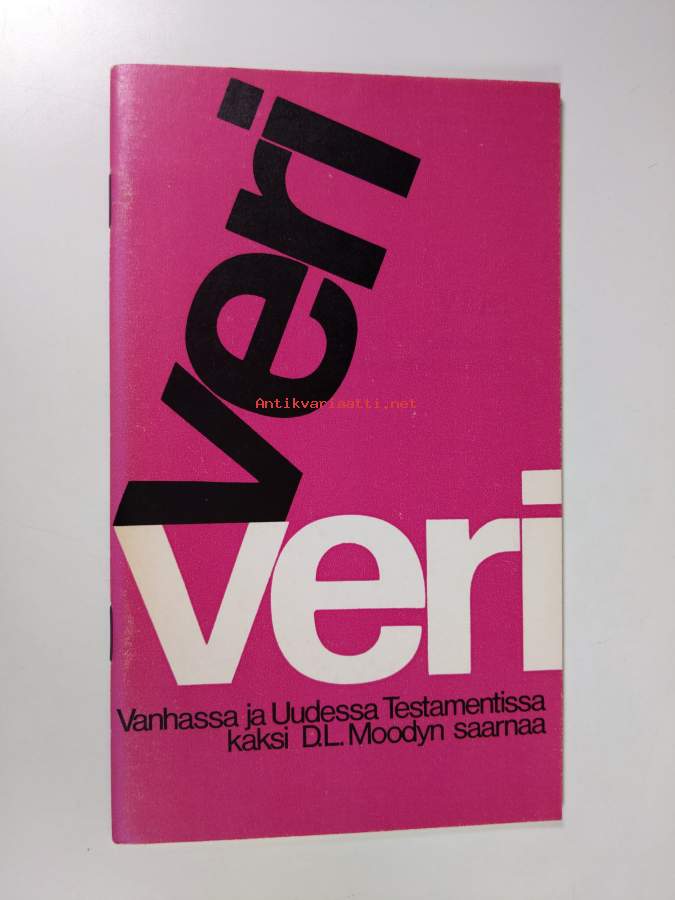 veri
Antikvariaatti.net
veri
Vanhassa ja Uudessa Testamentissa
kaksi D.L. Moodyn saarnaa